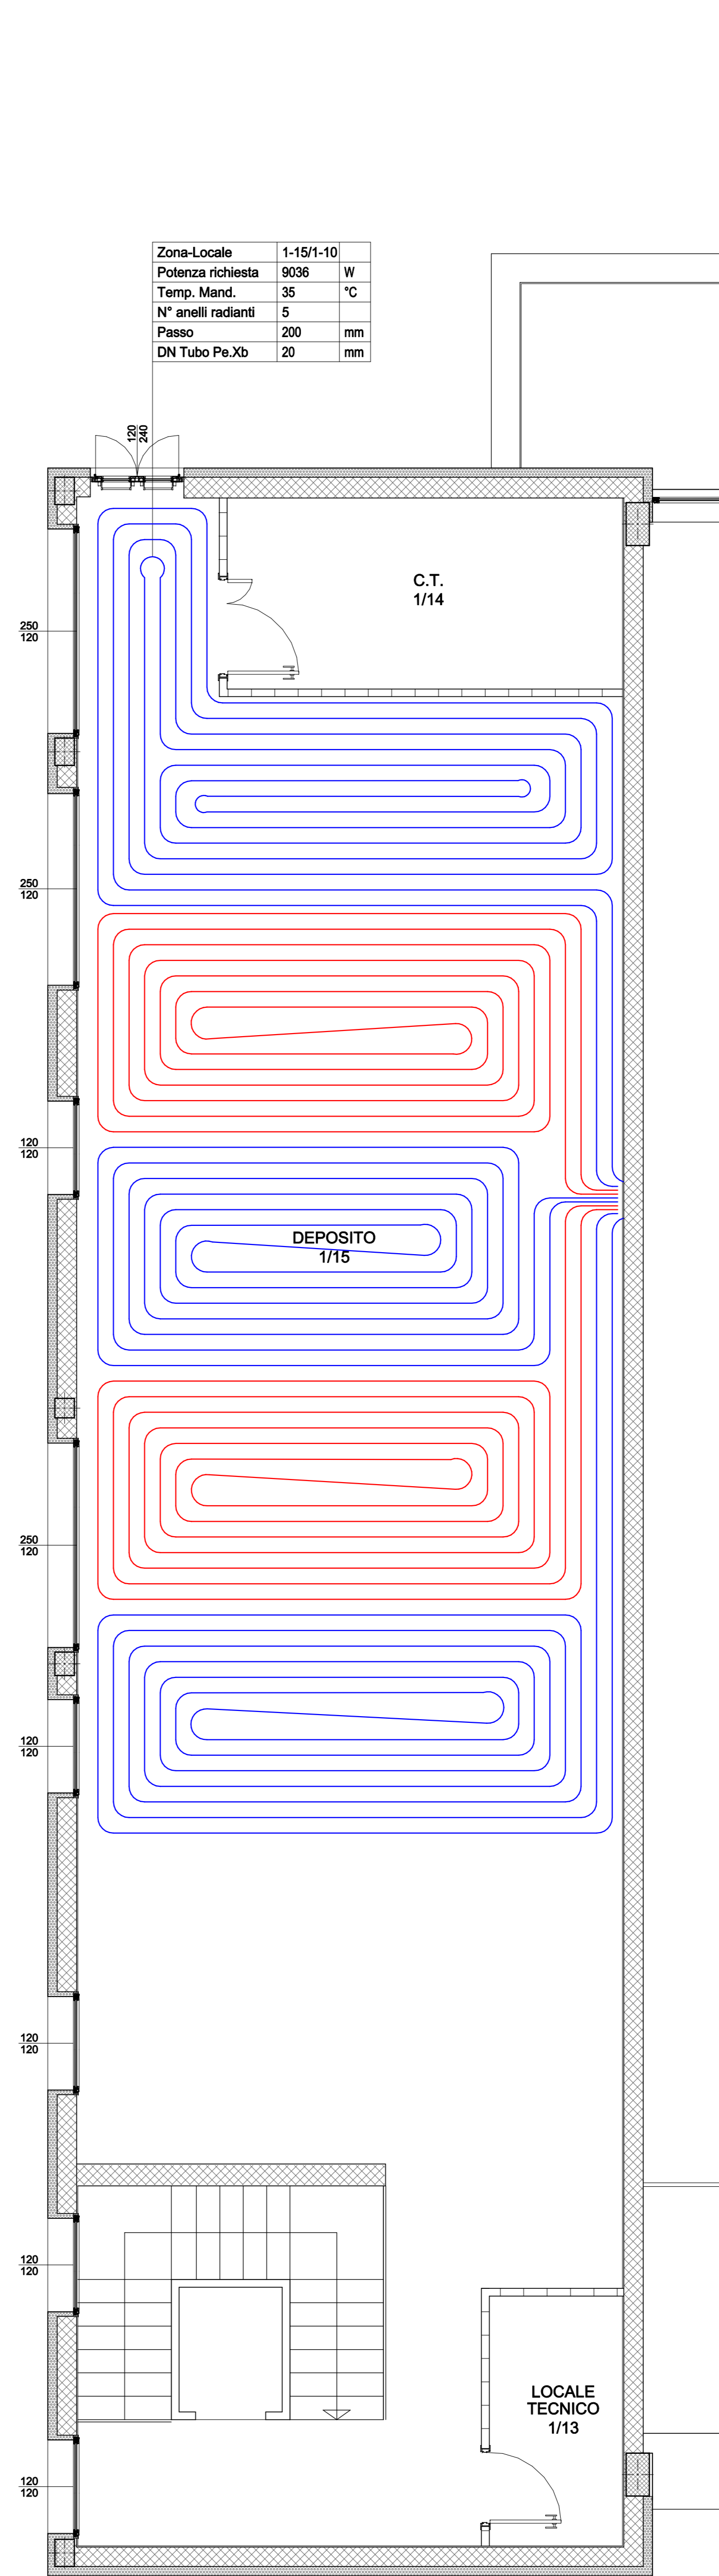 Zona-Locale 1-15/1-10
Potenza richiesta 9036 W
Temp. Mand. 35 °C
N° anelli radianti 5
Passo 200 mm
DN Tubo Pe.Xb 20 mm
120
240
C.T.
1/14
250
120
250
120
120
120
DEPOSITO
1/15
250
120
120
120
120
120
120
120
LOCALE
TECNICO
1/13
120
120